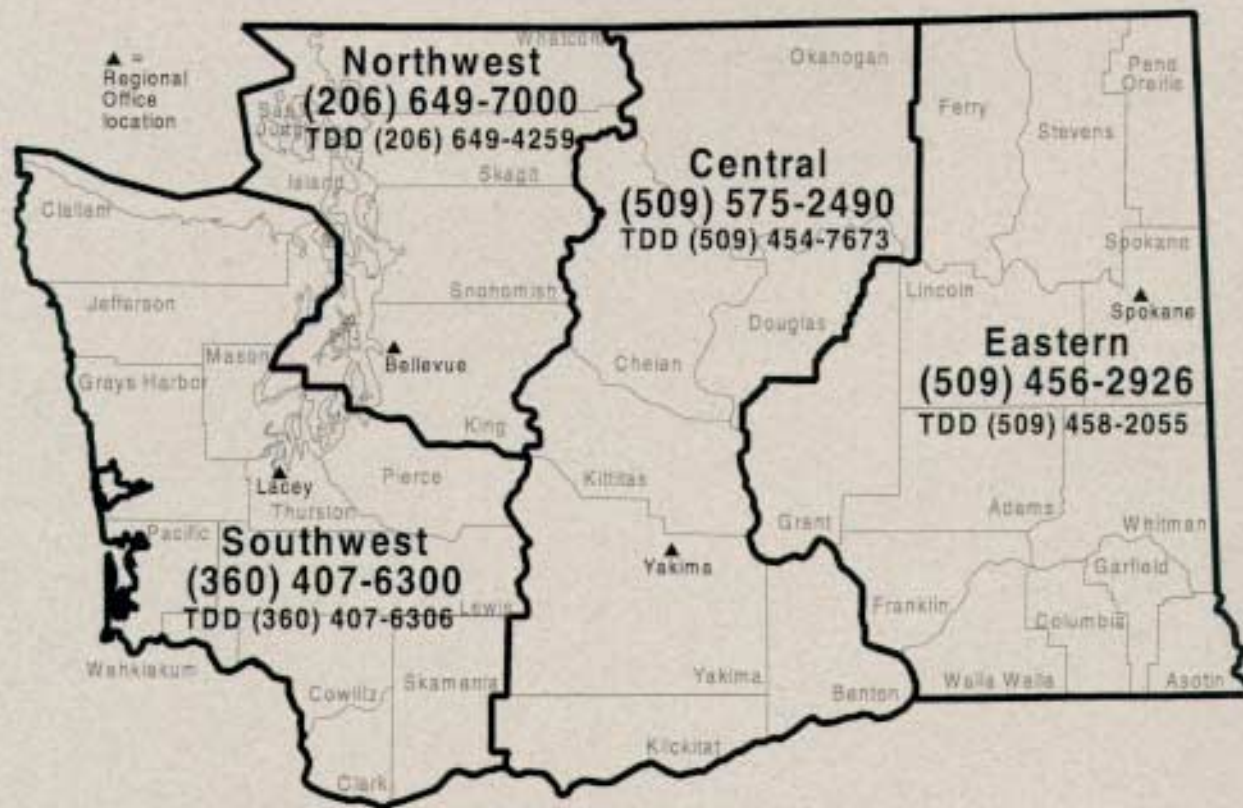 ▲ =
Regional
Office
location
Northwest
(206) 649-7000
TDD (206) 649-4259
Central
(509) 575-2490
TDD (509) 454-7673
Eastern
(509) 456-2926
TDD (509) 458-2055
Southwest
(360) 407-6300
TDD (360) 407-6306
Whatcom
San
Juan
Island
Skagit
Snohomish
Bellevue
King
Clallam
Jefferson
Mason
Grays Harbor
Lacey
Thurston
Pierce
Pacific
Lewis
Wahkiakum
Cowlitz
Skamania
Clark
Okanogan
Douglas
Chelan
Kittitas
Yakima
Yakima
Benton
Klickitat
Ferry
Stevens
Pend
Oreille
Spokane
Lincoln
Spokane
Grant
Adams
Whitman
Franklin
Garfield
Columbia
Walla Walla
Asotin